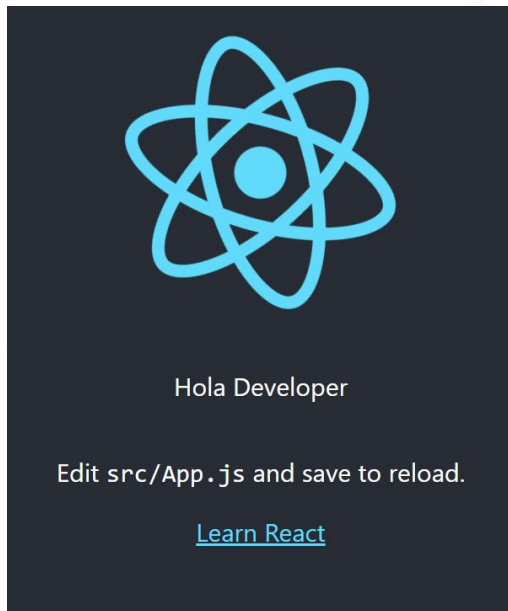 Hola Developer
Edit src/App.js and save to reload.
Learn React